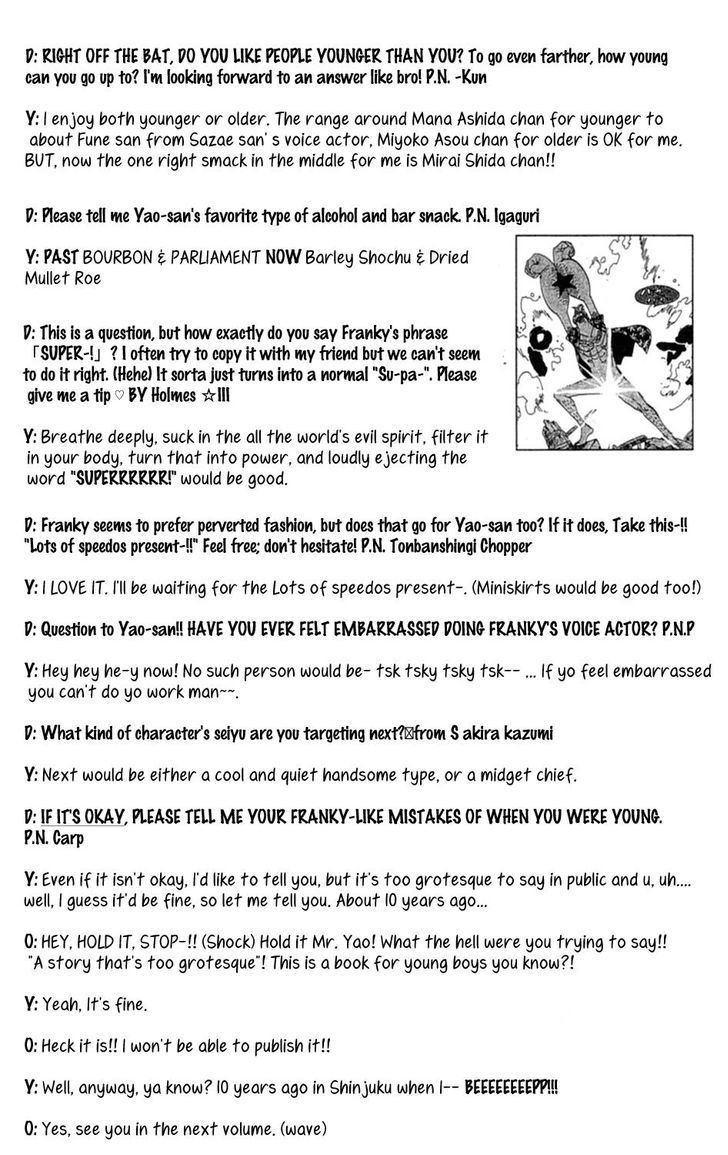 D: RIGHT OFF THE BAT, DO YOU LIKE PEOPLE YOUNGER THAN YOU? To go even farther, how young
can you go up to? I'm looking forward to an answer like bro! P.N. -Kun
Y: I enjoy both younger or older. The range around Mana Ashida chan for younger to
about Fune san from Sazae san' s voice actor, Miyoko Asou chan for older is OK for me.
BUT, now the one right smack in the middle for me is Mirai Shida chan!!
D: Please tell me Yao-san's favorite type of alcohol and bar snack. P.N. Igaguri
Y: PAST BOURBON & PARLIAMENT NOW Barley Shochu & Dried
Mullet Roe
D: This is a question, but how exactly do you say Franky's phrase
「SUPER-!」 ? I often try to copy it with my friend but we can't seem
to do it right. (Hehe) It sorta just turns into a normal "Su-pa-". Please
give me a tip ♡ BY Holmes ☆III
Y: Breathe deeply, suck in the all the world's evil spirit, filter it
in your body, turn that into power, and loudly ejecting the
word "SUPERRRRRR!" would be good.
D: Franky seems to prefer perverted fashion, but does that go for Yao-san too? If it does, Take this-!!
"Lots of speedos present-!!" Feel free; don't hesitate! P.N. Tonbanshingi Chopper
Y: I LOVE IT. I'll be waiting for the Lots of speedos present-. (Miniskirts would be good too!)
D: Question to Yao-san!! HAVE YOU EVER FELT EMBARRASSED DOING FRANKY'S VOICE ACTOR? P.N.P
Y: Hey hey he-y now! No such person would be- tsk tsky tsky tsk-- ... If yo feel embarrassed
you can't do yo work man~~.
D: What kind of character's seiyu are you targeting next?from S akira kazumi
Y: Next would be either a cool and quiet handsome type, or a midget chief.
D: IF IT'S OKAY, PLEASE TELL ME YOUR FRANKY-LIKE MISTAKES OF WHEN YOU WERE YOUNG.
P.N. Carp
Y: Even if it isn't okay, I'd like to tell you, but it's too grotesque to say in public and u, uh....
well, I guess it'd be fine, so let me tell you. About 10 years ago...
O: HEY, HOLD IT, STOP-!! (Shock) Hold it Mr. Yao! What the hell were you trying to say!!
"A story that's too grotesque"! This is a book for young boys you know?!
Y: Yeah, It's fine.
O: Heck it is!! I won't be able to publish it!!
Y: Well, anyway, ya know? 10 years ago in Shinjuku when I-- BEEEEEEEEPP!!!
O: Yes, see you in the next volume. (wave)